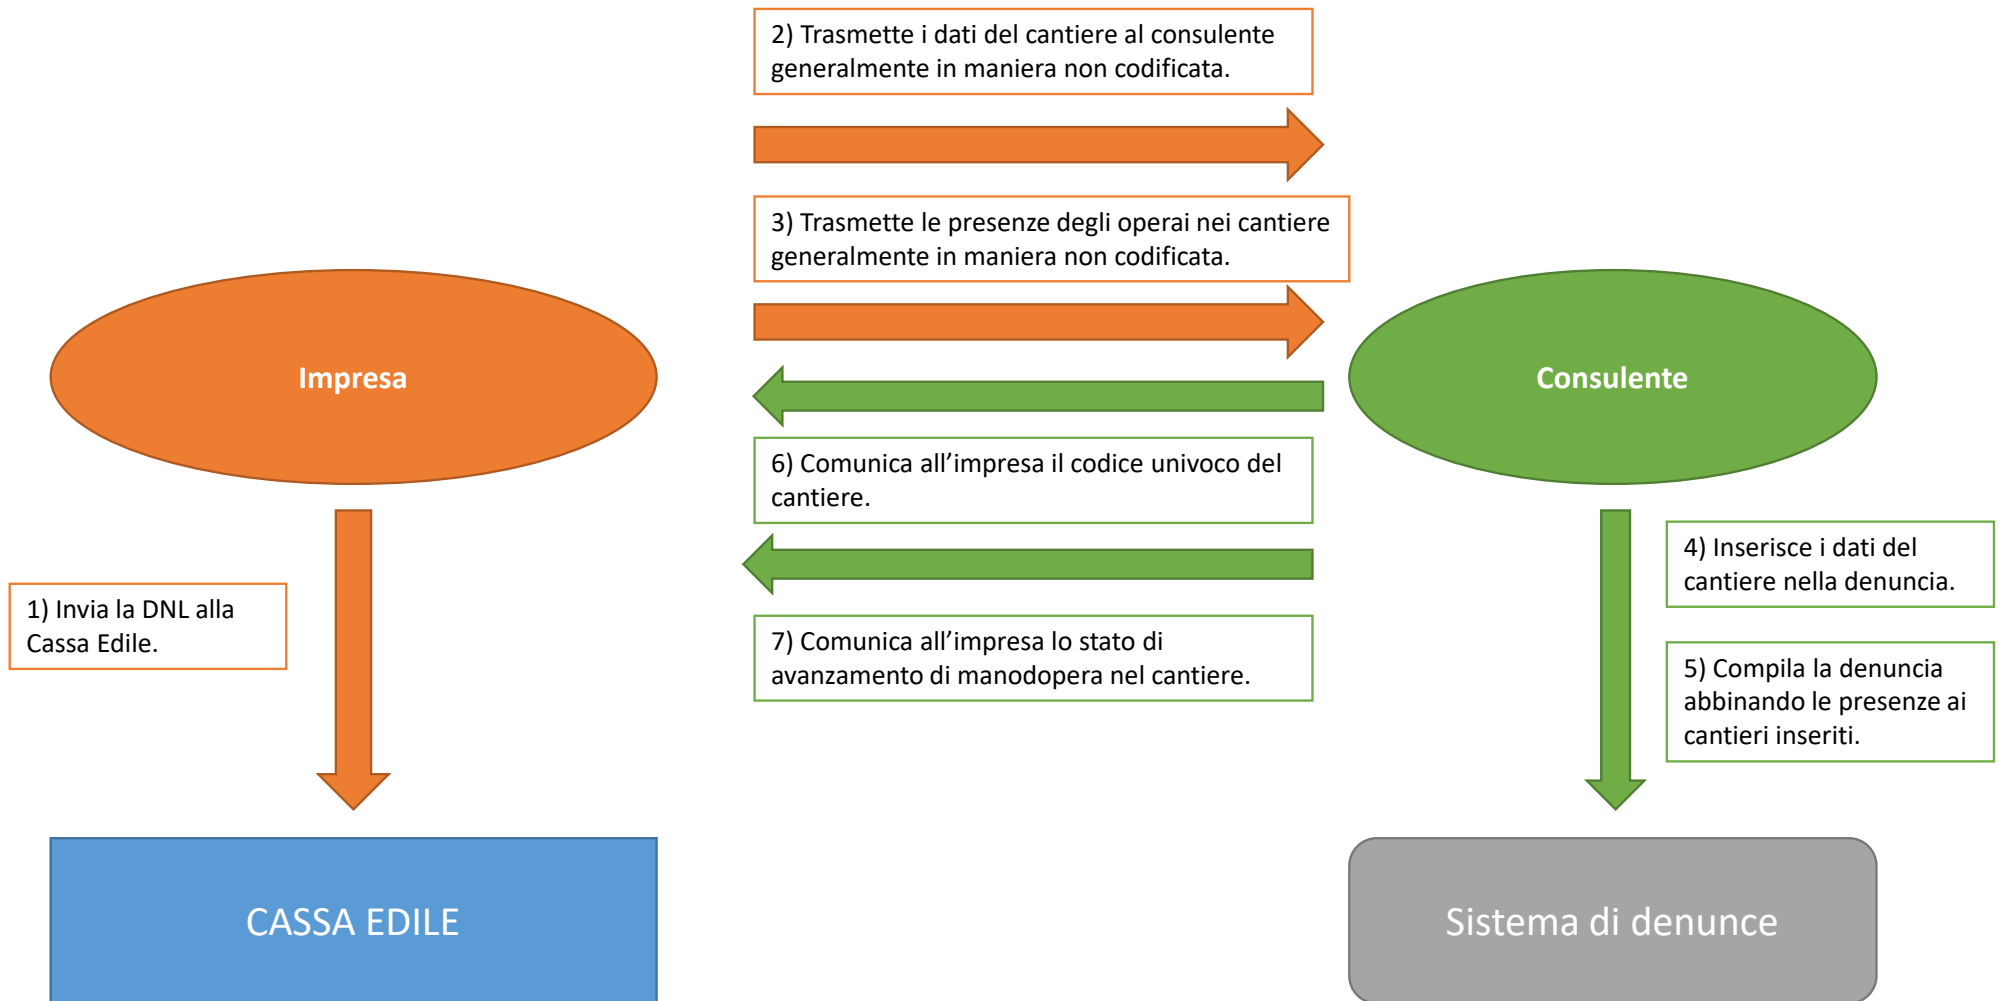 2) Trasmette i dati del cantiere al consulente
generalmente in maniera non codificata.
3) Trasmette le presenze degli operai nei cantiere
generalmente in maniera non codificata.
Impresa
Consulente
6) Comunica all’impresa il codice univoco del
cantiere.
4) Inserisce i dati del
cantiere nella denuncia.
1) Invia la DNL alla
Cassa Edile.
7) Comunica all’impresa lo stato di
avanzamento di manodopera nel cantiere.
5) Compila la denuncia
abbinando le presenze ai
cantieri inseriti.
CASSA EDILE
Sistema di denunce